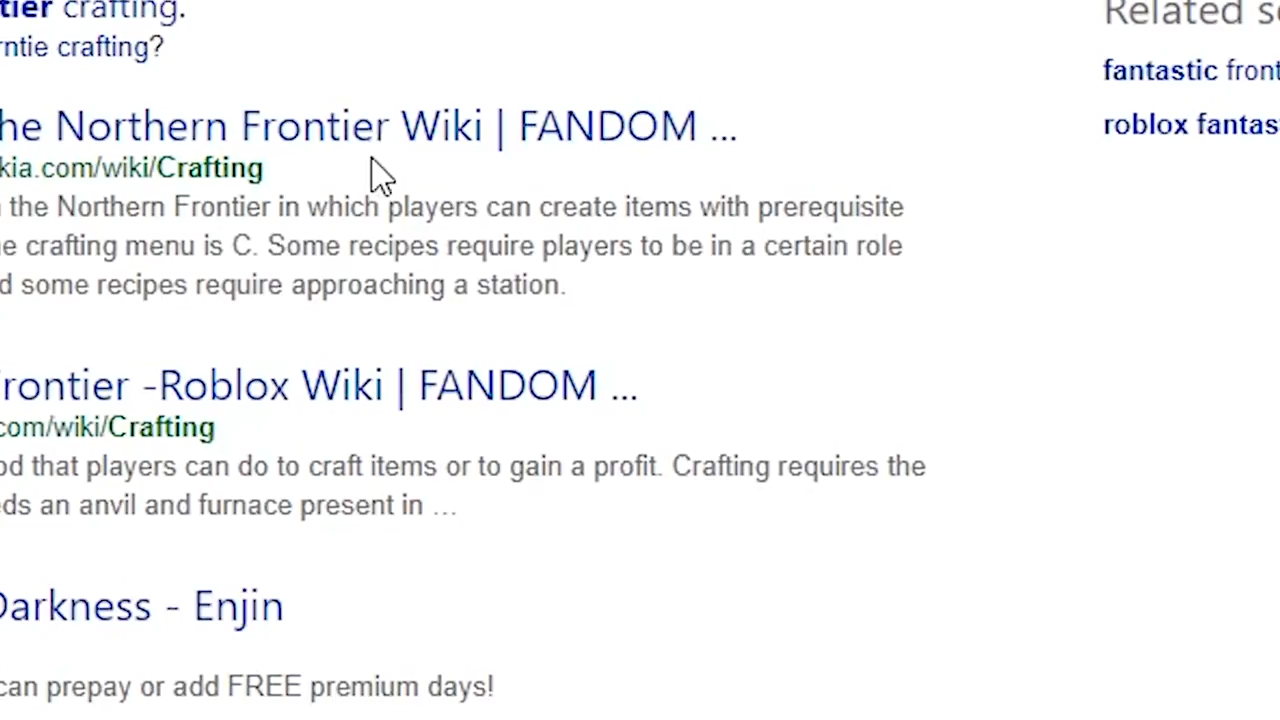 tier crafting.
rntie crafting?
he Northern Frontier Wiki | FANDOM ...
kia.com/wiki/Crafting
the Northern Frontier in which players can create items with prerequisite
e crafting menu is C. Some recipes require players to be in a certain role
d some recipes require approaching a station.
rontier -Roblox Wiki | FANDOM ...
com/wiki/Crafting
od that players can do to craft items or to gain a profit. Crafting requires the
eds an anvil and furnace present in ...
Darkness - Enjin
can prepay or add FREE premium days!
Related se
fantastic front
roblox fantas